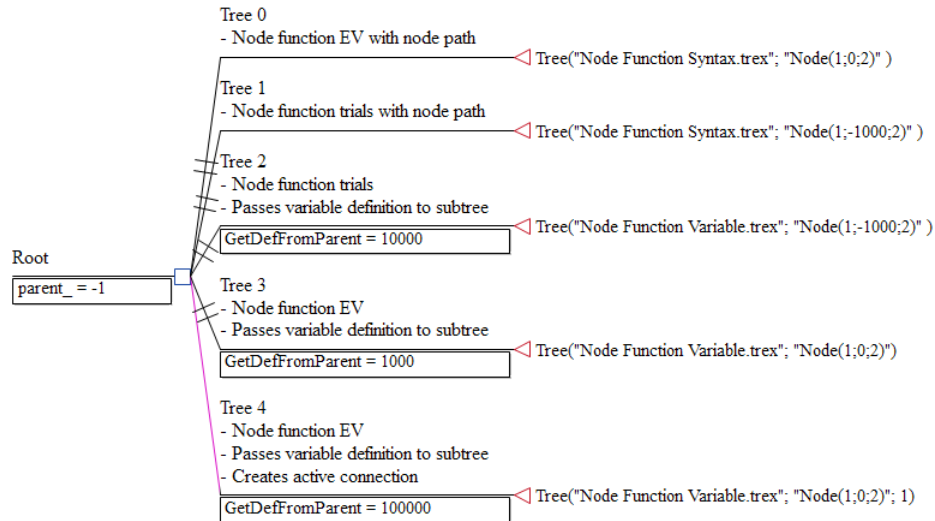 Tree 0
- Node function EV with node path
Tree("Node Function Syntax.trex"; "Node(1;0;2)" )
Tree 1
- Node function trials with node path
Tree("Node Function Syntax.trex"; "Node(1;-1000;2)" )
Tree 2
- Node function trials
- Passes variable definition to subtree
Tree("Node Function Variable.trex"; "Node(1;-1000;2)" )
GetDefFromParent = 10000
Root
parent_ = -1
Tree 3
- Node function EV
- Passes variable definition to subtree
Tree("Node Function Variable.trex"; "Node(1;0;2)")
GetDefFromParent = 1000
Tree 4
- Node function EV
- Passes variable definition to subtree
- Creates active connection
Tree("Node Function Variable.trex"; "Node(1;0;2)"; 1)
GetDefFromParent = 100000